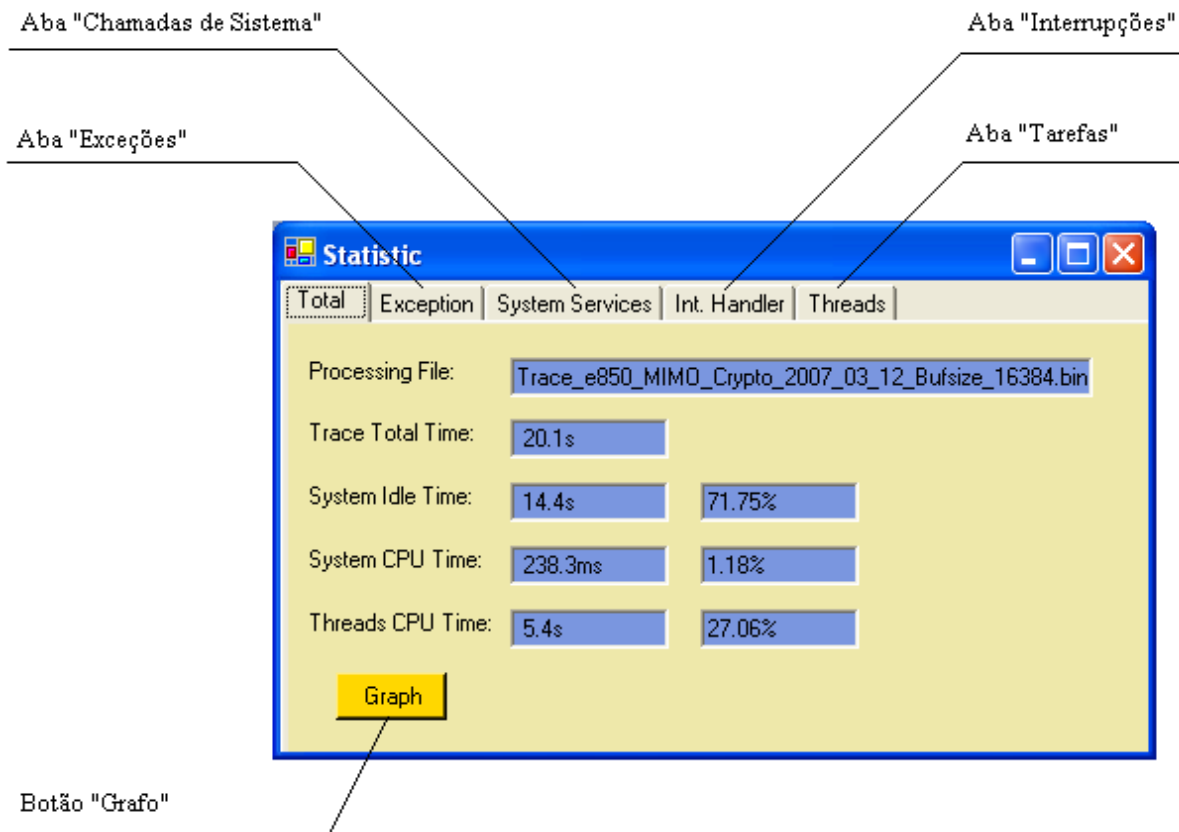 Aba "Chamadas de Sistema"
Aba "Interrupções"
Aba "Exceções"
Aba "Tarefas"
Statistic
Total Exception System Services Int. Handler Threads
Processing File: Trace_e850_MIMO_Crypto_2007_03_12_Bufsize_16384.bin
Trace Total Time: 20.1s
System Idle Time: 14.4s 71.75%
System CPU Time: 238.3ms 1.18%
Threads CPU Time: 5.4s 27.06%
Graph
Botão "Grafo"